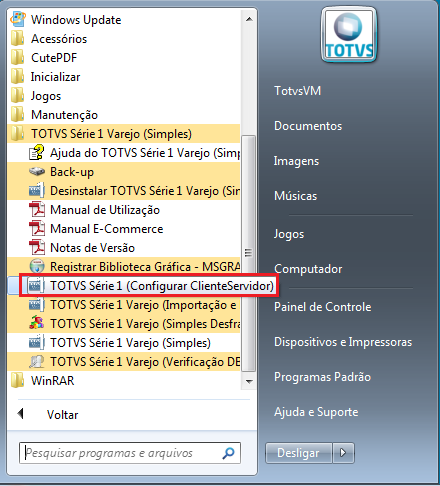 Windows Update
Acessórios
CutePDF
Inicializar
Jogos
Manutenção
TOTVS Série 1 Varejo (Simples)
Ajuda do TOTVS Série 1 Varejo (Simp
Back-up
Desinstalar TOTVS Série 1 Varejo (Sin
Manual de Utilização
Manual E-Commerce
Notas de Versão
Registrar Biblioteca Gráfica - MSGRA
TOTVS Série 1 (Configurar ClienteServidor)
TOTVS Série 1 Varejo (Importação e
TOTVS Série 1 Varejo (Simples Desfra
TOTVS Série 1 Varejo (Simples)
TOTVS Série 1 Varejo (Verificação DE
WinRAR
Voltar
Pesquisar programas e arquivos
TOTVS
TotvsVM
Documentos
Imagens
Músicas
Jogos
Computador
Painel de Controle
Dispositivos e Impressoras
Programas Padrão
Ajuda e Suporte
Desligar